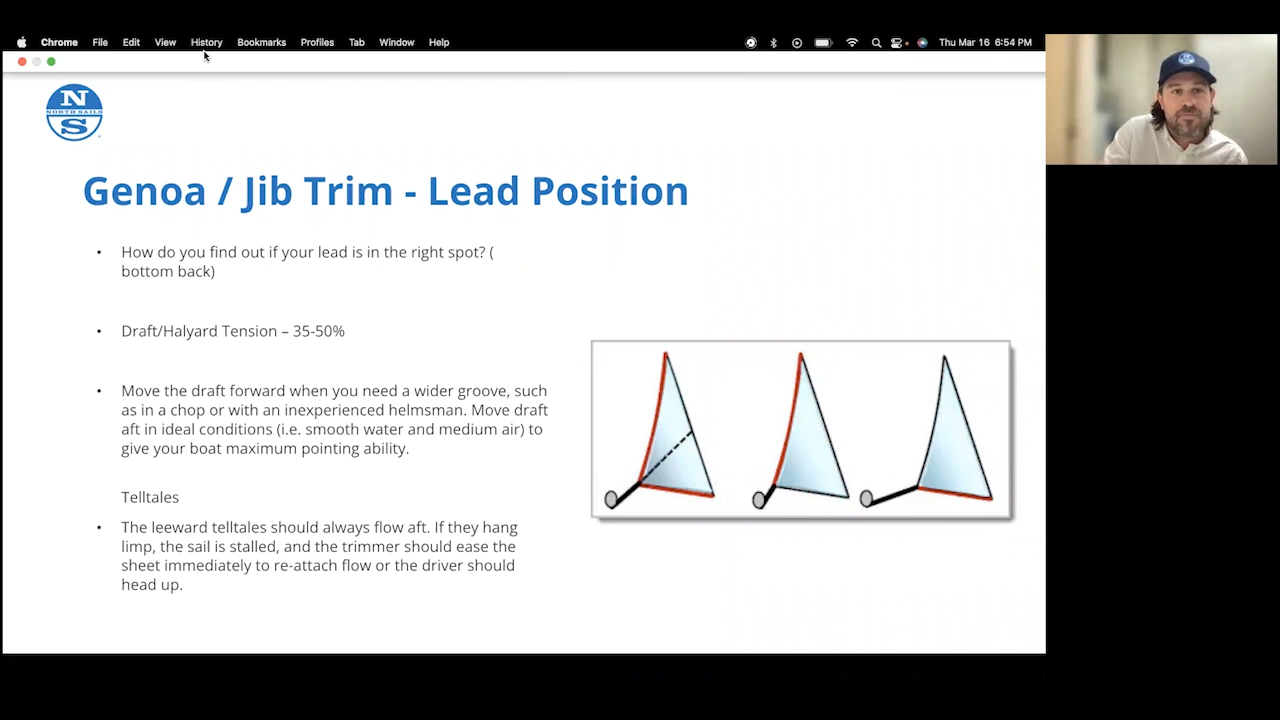 Chrome File Edit View History Bookmarks Profiles Tab Window Help Thu Mar 16 6:54 PM
N
NORTH SAILS
S
Genoa / Jib Trim - Lead Position
• How do you find out if your lead is in the right spot? (
bottom back)
• Draft/Halyard Tension – 35-50%
• Move the draft forward when you need a wider groove, such
as in a chop or with an inexperienced helmsman. Move draft
aft in ideal conditions (i.e. smooth water and medium air) to
give your boat maximum pointing ability.
Telltales
• The leeward telltales should always flow aft. If they hang
limp, the sail is stalled, and the trimmer should ease the
sheet immediately to re-attach flow or the driver should
head up.